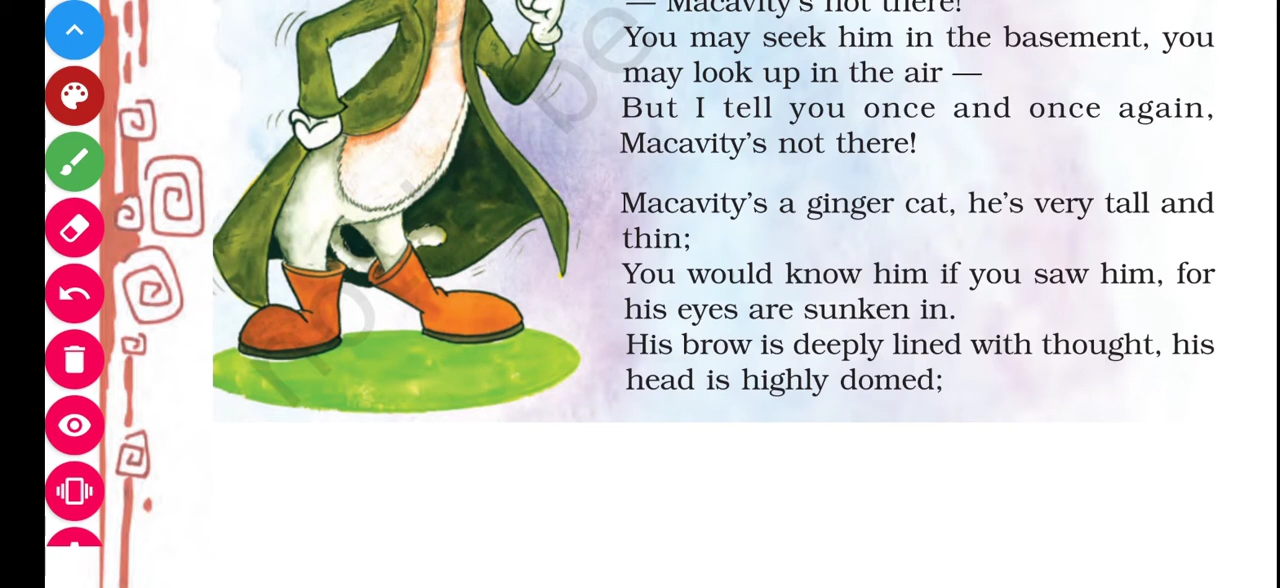 — Macavity's not there!
You may seek him in the basement, you
may look up in the air —
But I tell you once and once again,
Macavity's not there!
Macavity's a ginger cat, he's very tall and
thin;
You would know him if you saw him, for
his eyes are sunken in.
His brow is deeply lined with thought, his
head is highly domed;